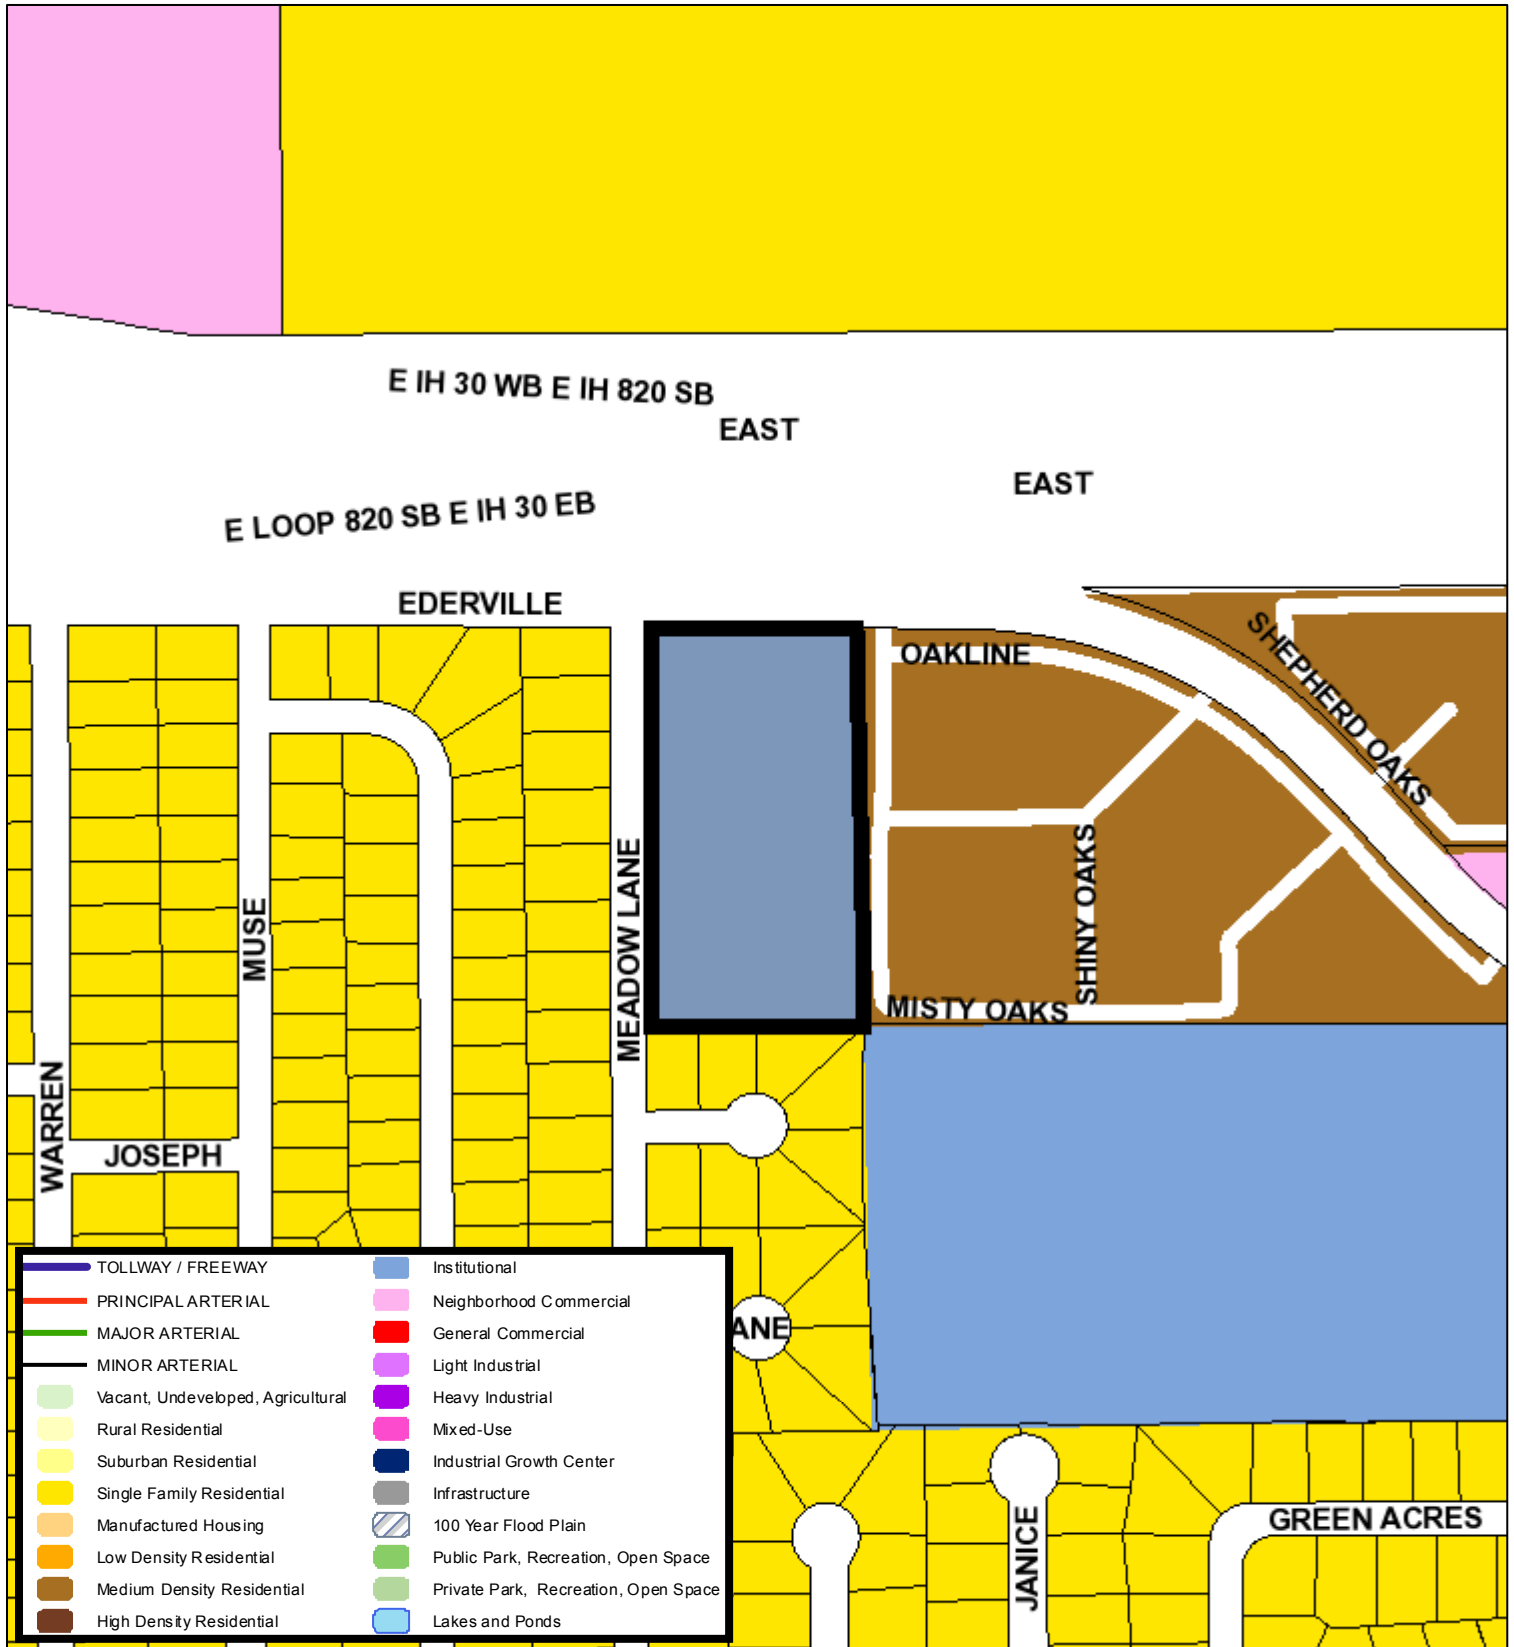 E IH 30 WB E IH 820 SB
EAST
EAST
E LOOP 820 SB E IH 30 EB
EDERVILLE
OAKLINE
SHEPHERD OAKS
SHINY OAKS
MEADOW LANE
MUSE
MISTY OAKS
WARREN
JOSEPH
ANE
JANICE
GREEN ACRES
TOLLWAY / FREEWAY
PRINCIPAL ARTERIAL
MAJOR ARTERIAL
MINOR ARTERIAL
Vacant, Undeveloped, Agricultural
Rural Residential
Suburban Residential
Single Family Residential
Manufactured Housing
Low Density Residential
Medium Density Residential
High Density Residential
Institutional
Neighborhood Commercial
General Commercial
Light Industrial
Heavy Industrial
Mixed-Use
Industrial Growth Center
Infrastructure
100 Year Flood Plain
Public Park, Recreation, Open Space
Private Park, Recreation, Open Space
Lakes and Ponds